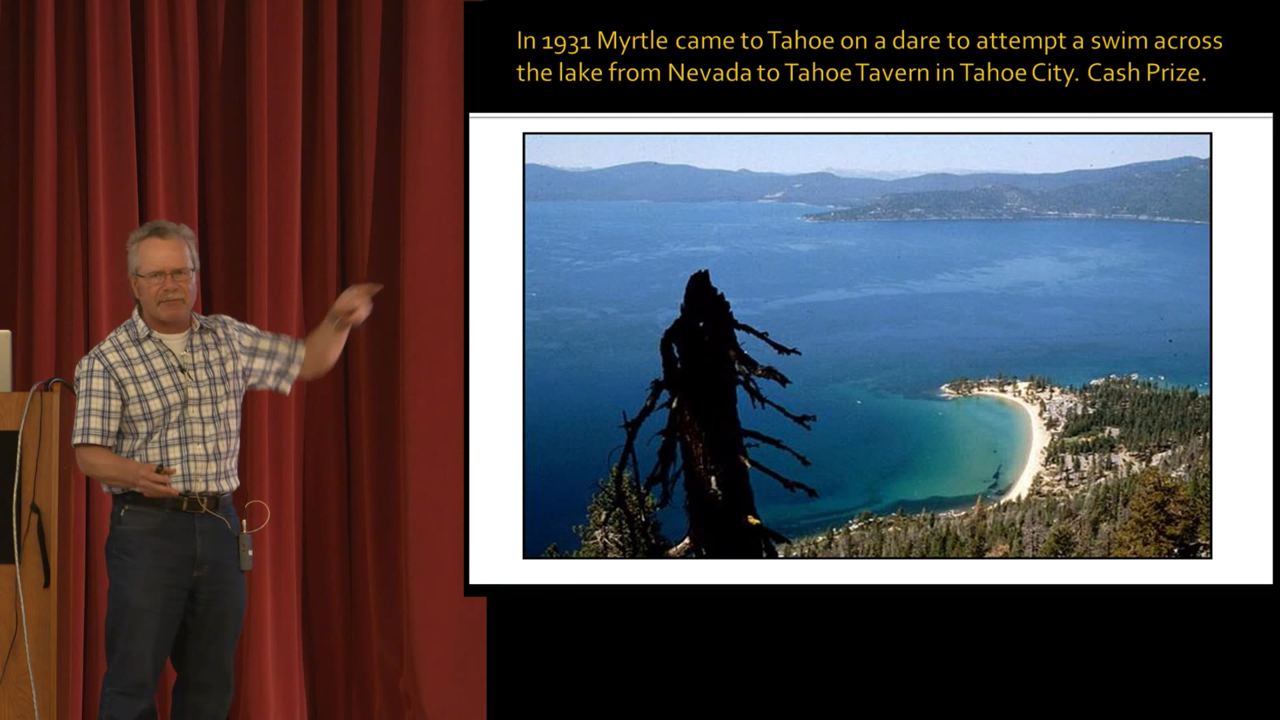 In 1931 Myrtle came to Tahoe on a dare to attempt a swim across
the lake from Nevada to Tahoe Tavern in Tahoe City. Cash Prize.